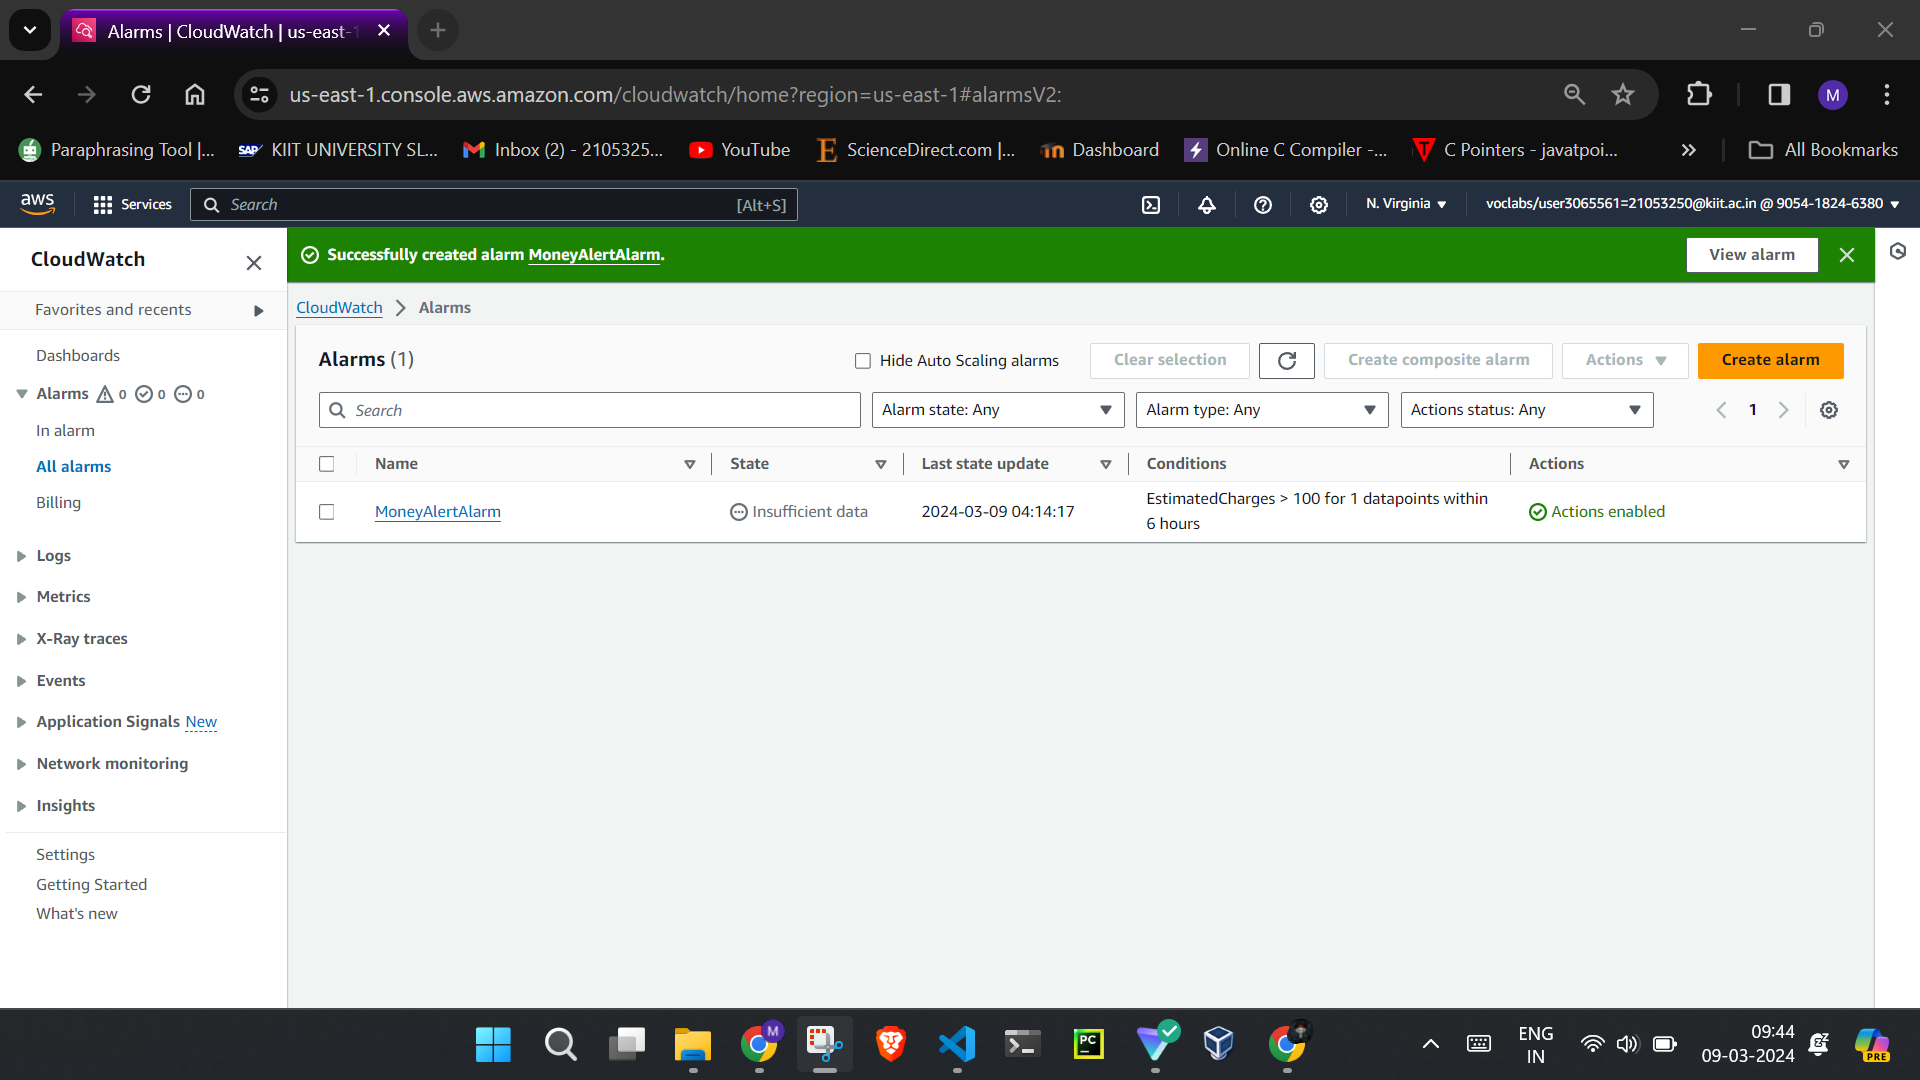 Alarms | CloudWatch | us-east-1
us-east-1.console.aws.amazon.com/cloudwatch/home?region=us-east-1#alarmsV2:
M
Paraphrasing Tool |...
SAP
KIIT UNIVERSITY SL...
Inbox (2) - 2105325...
YouTube
E
ScienceDirect.com |...
Dashboard
Online C Compiler -...
C Pointers - javatpoi...
All Bookmarks
aws
Services
Search
[Alt+S]
N. Virginia
voclabs/user3065561=21053250@kiit.ac.in @ 9054-1824-6380
CloudWatch
Successfully created alarm MoneyAlertAlarm.
View alarm
Favorites and recents
CloudWatch
Alarms
Dashboards
Alarms 0 0 0
In alarm
All alarms
Billing
Logs
Metrics
X-Ray traces
Events
Application Signals New
Network monitoring
Insights
Settings
Getting Started
What's new
Alarms (1)
Hide Auto Scaling alarms
Clear selection
Create composite alarm
Actions
Create alarm
Search
Alarm state: Any
Alarm type: Any
Actions status: Any
1
Name
State
Last state update
Conditions
Actions
MoneyAlertAlarm
Insufficient data
2024-03-09 04:14:17
EstimatedCharges > 100 for 1 datapoints within
6 hours
Actions enabled
M
PC
ENG
IN
09:44
09-03-2024
PRE